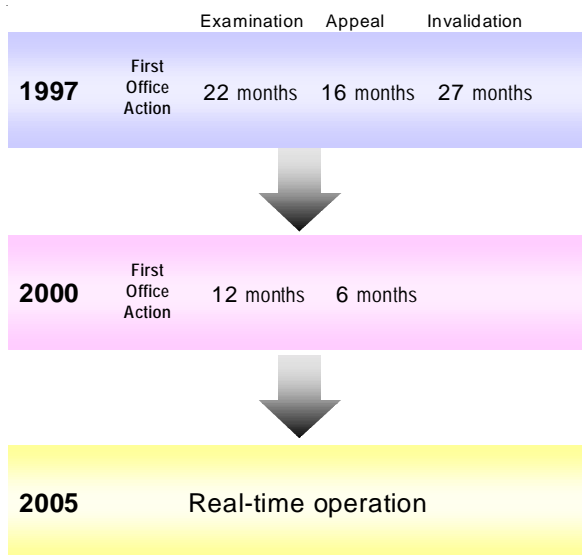 Examination Appeal Invalidation
1997 First Office Action 22 months 16 months 27 months
2000 First Office Action 12 months 6 months
2005 Real-time operation